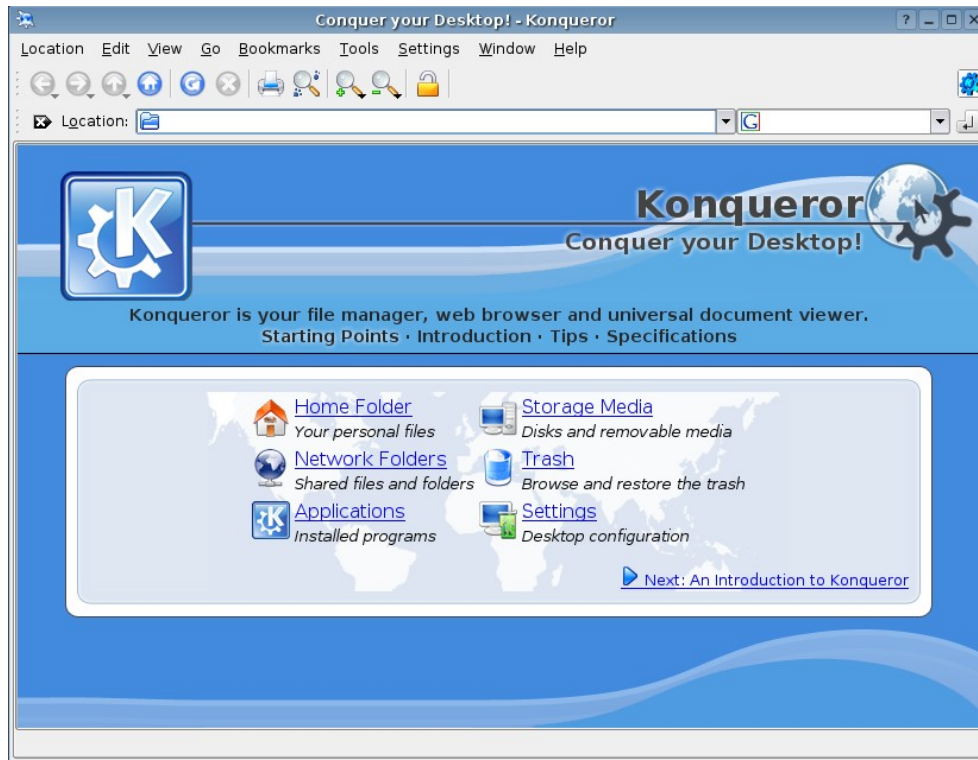 Conquer your Desktop! - Konqueror
Location Edit View Go Bookmarks Tools Settings Window Help
Location:
Konqueror
Conquer your Desktop!
Konqueror is your file manager, web browser and universal document viewer.
Starting Points · Introduction · Tips · Specifications
Home Folder
Your personal files
Storage Media
Disks and removable media
Network Folders
Shared files and folders
Trash
Browse and restore the trash
Applications
Installed programs
Settings
Desktop configuration
Next: An Introduction to Konqueror